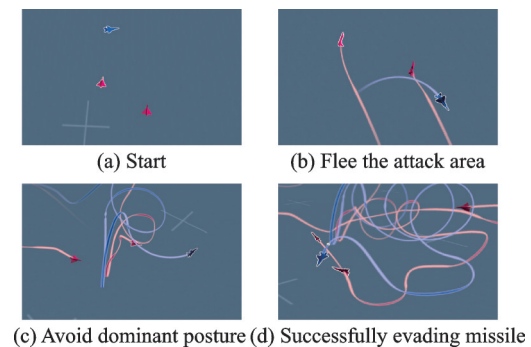 (a) Start
(b) Flee the attack area
(c) Avoid dominant posture
(d) Successfully evading missile